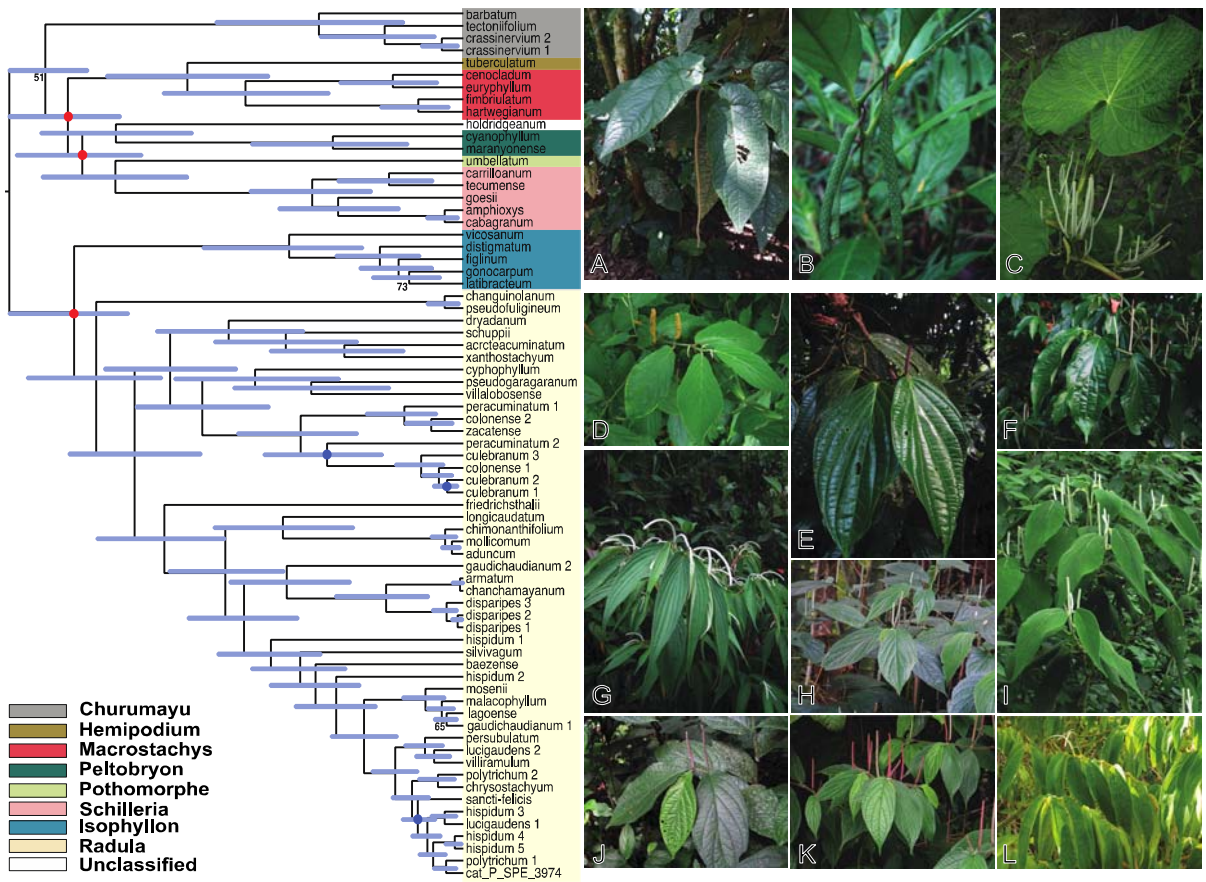 barbatum
tectoniifolium
crassinervium 2
crassinervium 1
tuberculatum
cenocladum
euryphyllum
fimbriulatum
hartwegianum
holdridgeanum
cyanophyllum
maranyonense
umbellatum
carrilloanum
tecumense
goesii
amphioxys
cabagranum
vicosanum
distigmatum
figlinum
gonocarpum
latibracteum
changuinolanum
pseudofuligineum
dryadanum
schuppii
acrcteacuminatum
xanthostachyum
cyphophyllum
pseudogaragaranum
villalobosense
peracuminatum 1
colonense 2
zacatense
peracuminatum 2
culebranum 3
colonense 1
culebranum 2
culebranum 1
friedrichsthalii
longicaudatum
chimonanthifolium
mollicomum
aduncum
gaudichaudianum 2
armatum
chanchamayanum
disparipes 3
disparipes 2
disparipes 1
hispidum 1
silvivagum
baezense
hispidum 2
mosenii
malacophyllum
lagoense
gaudichaudianum 1
persubulatum
lucigaudens 2
villiramulum
polytrichum 2
chrysostachyum
sancti-felicis
hispidum 3
lucigaudens 1
hispidum 4
hispidum 5
polytrichum 1
cat_P_SPE_3974
51
73
65
Churumayu
Hemipodium
Macrostachys
Peltobryon
Pothomorphe
Schilleria
Isophyllon
Radula
Unclassified
A
B
C
D
E
F
G
H
I
J
K
L